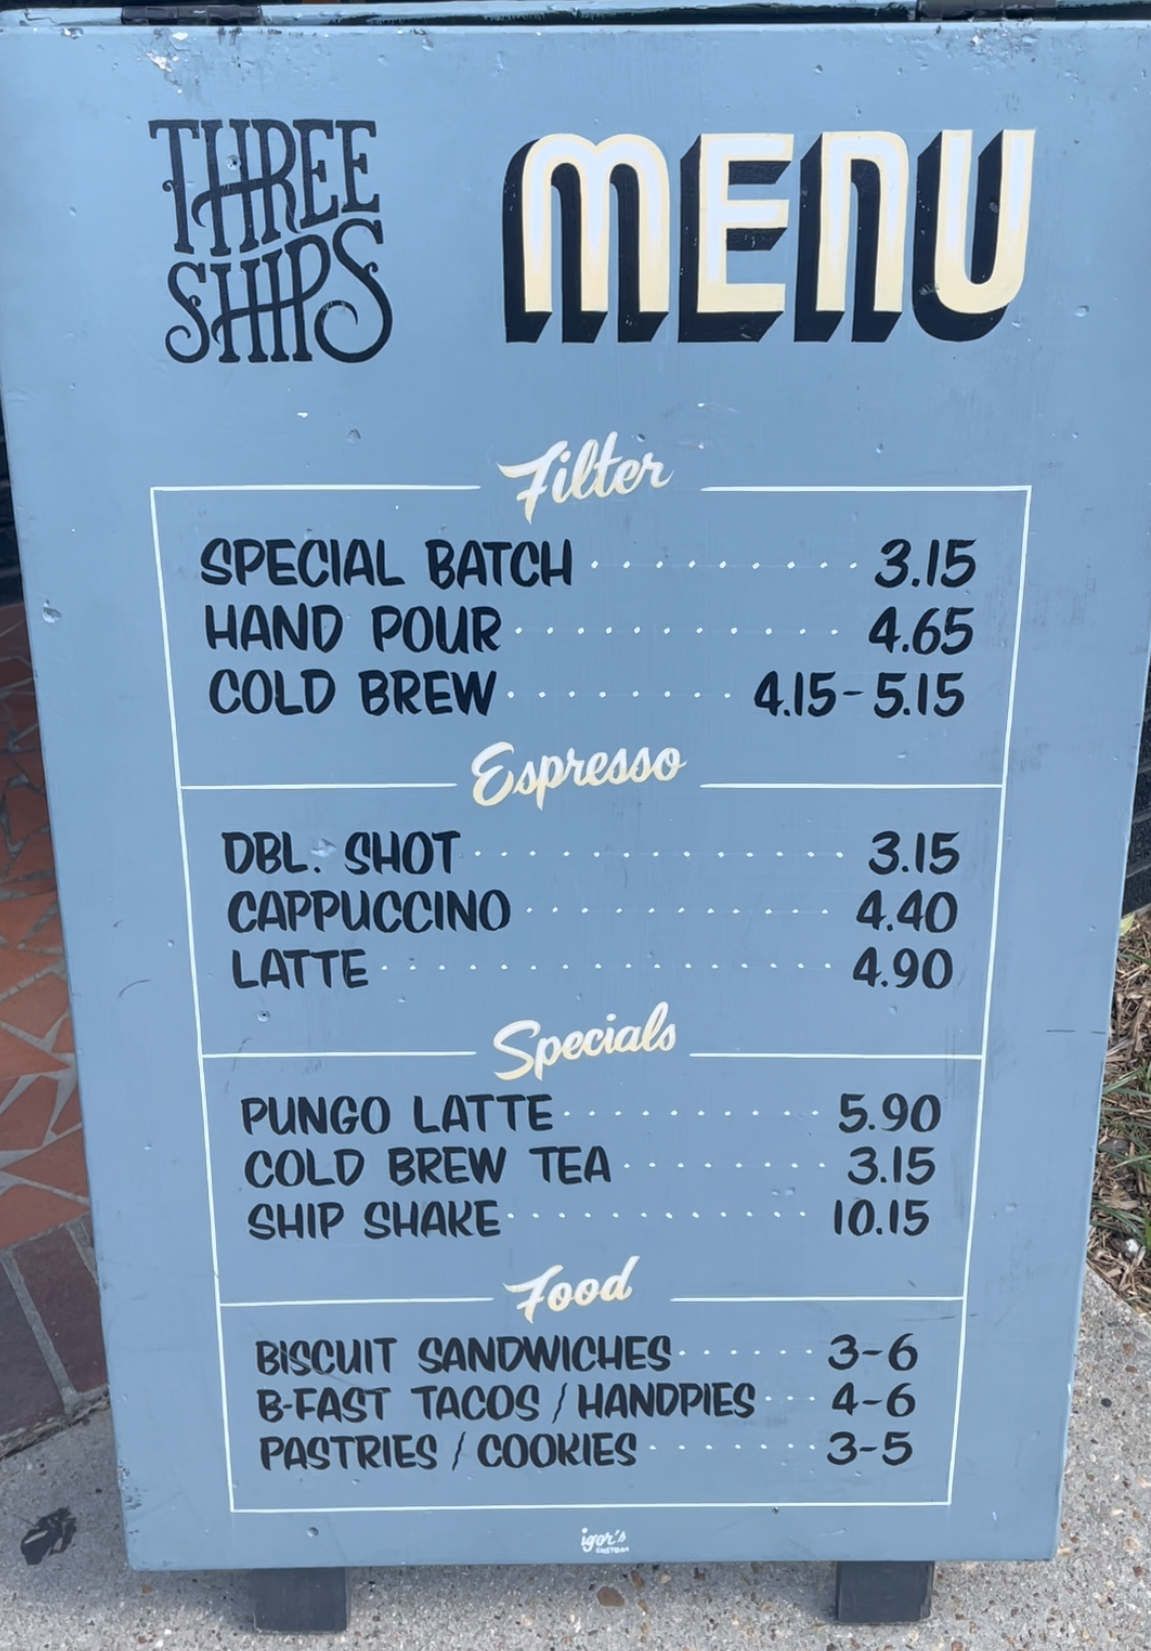 THREE
SHIPS
MENU
Filter
SPECIAL BATCH 3.15
HAND POUR 4.65
COLD BREW 4.15-5.15
Espresso
DBL. SHOT 3.15
CAPPUCCINO 4.40
LATTE 4.90
Specials
PUNGO LATTE 5.90
COLD BREW TEA 3.15
SHIP SHAKE 10.15
Food
BISCUIT SANDWICHES 3-6
B-FAST TACOS / HANDPIES 4-6
PASTRIES / COOKIES 3-5
igor's
CUSTOM